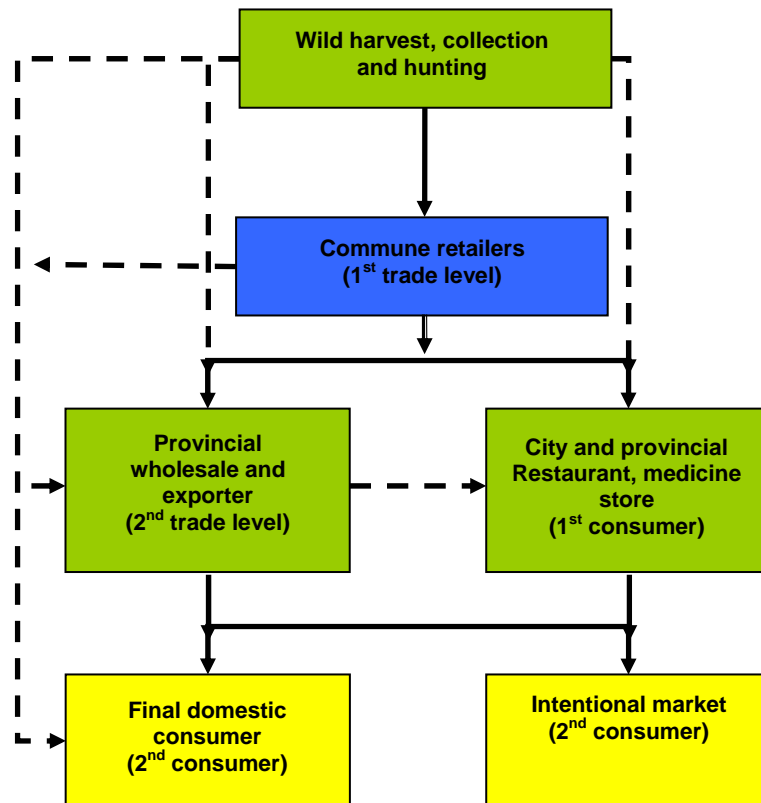 Wild harvest, collection
and hunting
Commune retailers
(1st trade level)
Provincial
wholesale and
exporter
(2nd trade level)
City and provincial
Restaurant, medicine
store
(1st consumer)
Final domestic
consumer
(2nd consumer)
Intentional market
(2nd consumer)